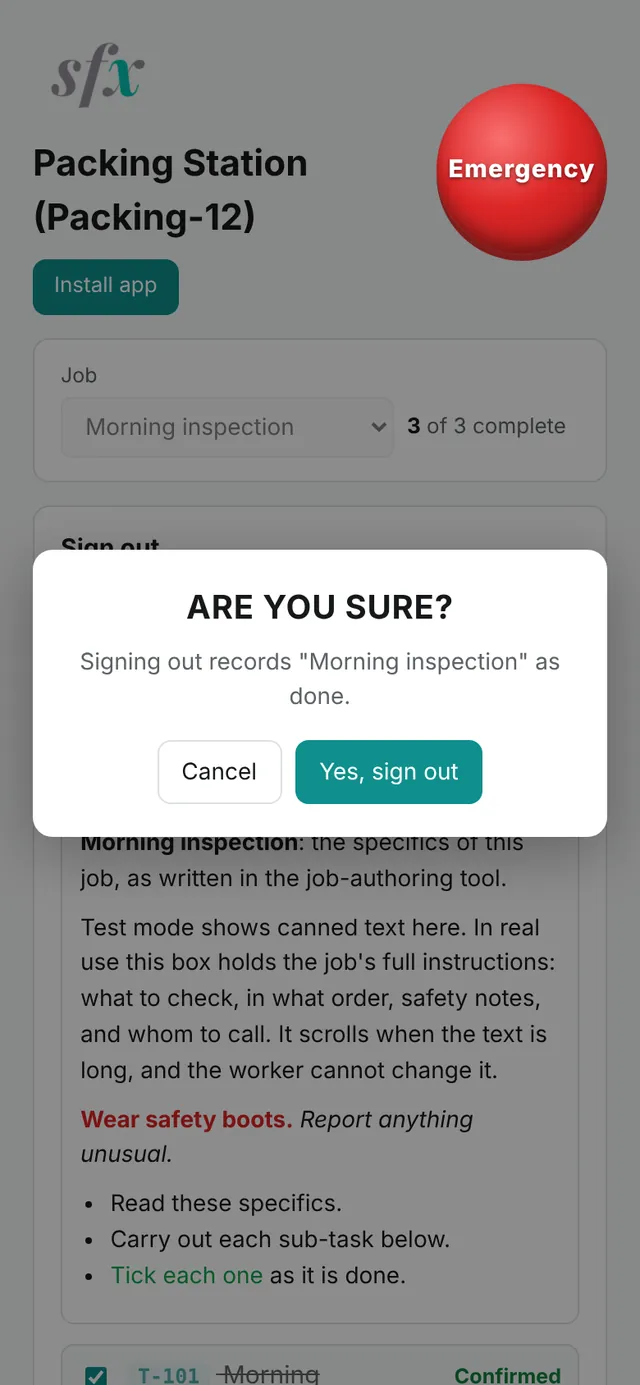 sfx
Packing Station
(Packing-12)
Emergency
Install app
Job
Morning inspection
3 of 3 complete
Sign out
ARE YOU SURE?
Signing out records "Morning inspection" as
done.
Cancel
Yes, sign out
Morning inspection: the specifics of this
job, as written in the job-authoring tool.
Test mode shows canned text here. In real
use this box holds the job's full instructions:
what to check, in what order, safety notes,
and whom to call. It scrolls when the text is
long, and the worker cannot change it.
Wear safety boots. Report anything
unusual.
• Read these specifics.
• Carry out each sub-task below.
• Tick each one as it is done.
T-101 Morning
Confirmed